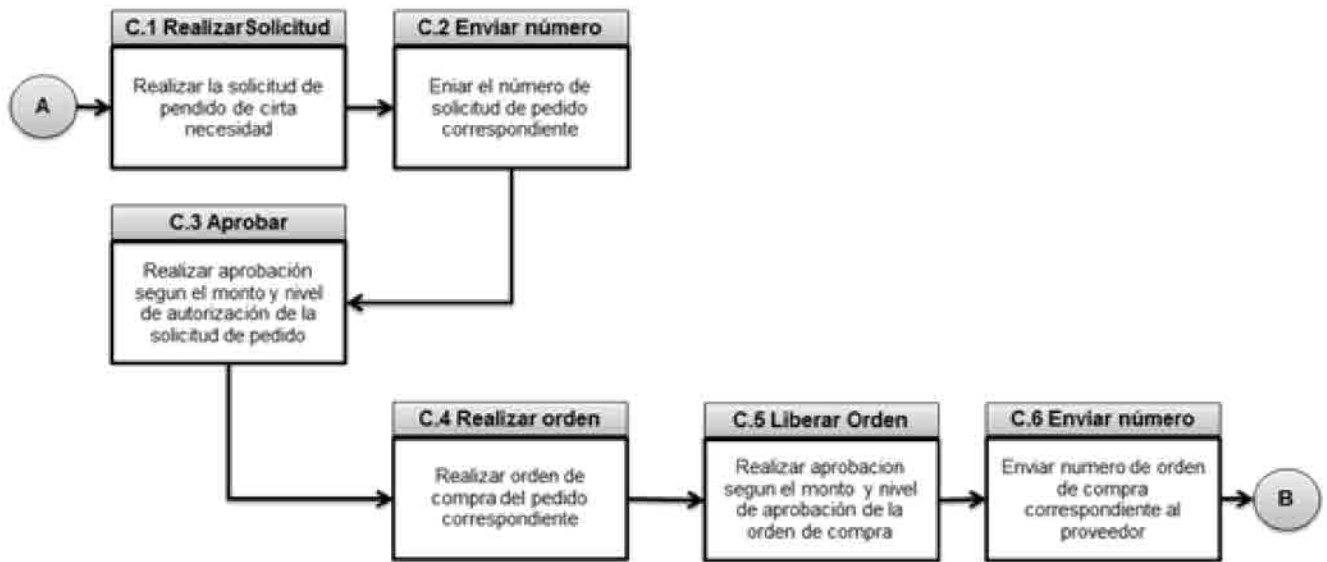 A
C.1 RealizarSolicitud
Realizar la solicitud de
pendido de cirta
necesidad
C.2 Enviar número
Eniar el número de
solicitud de pedido
correspondiente
C.3 Aprobar
Realizar aprobación
segun el monto y nivel
de autorización de la
solicitud de pedido
C.4 Realizar orden
Realizar orden de
compra del pedido
correspondiente
C.5 Liberar Orden
Realizar aprobacion
segun el monto y nivel
de aprobación de la
orden de compra
C.6 Enviar número
Enviar numero de orden
de compra
correspondiente al
proveedor
B